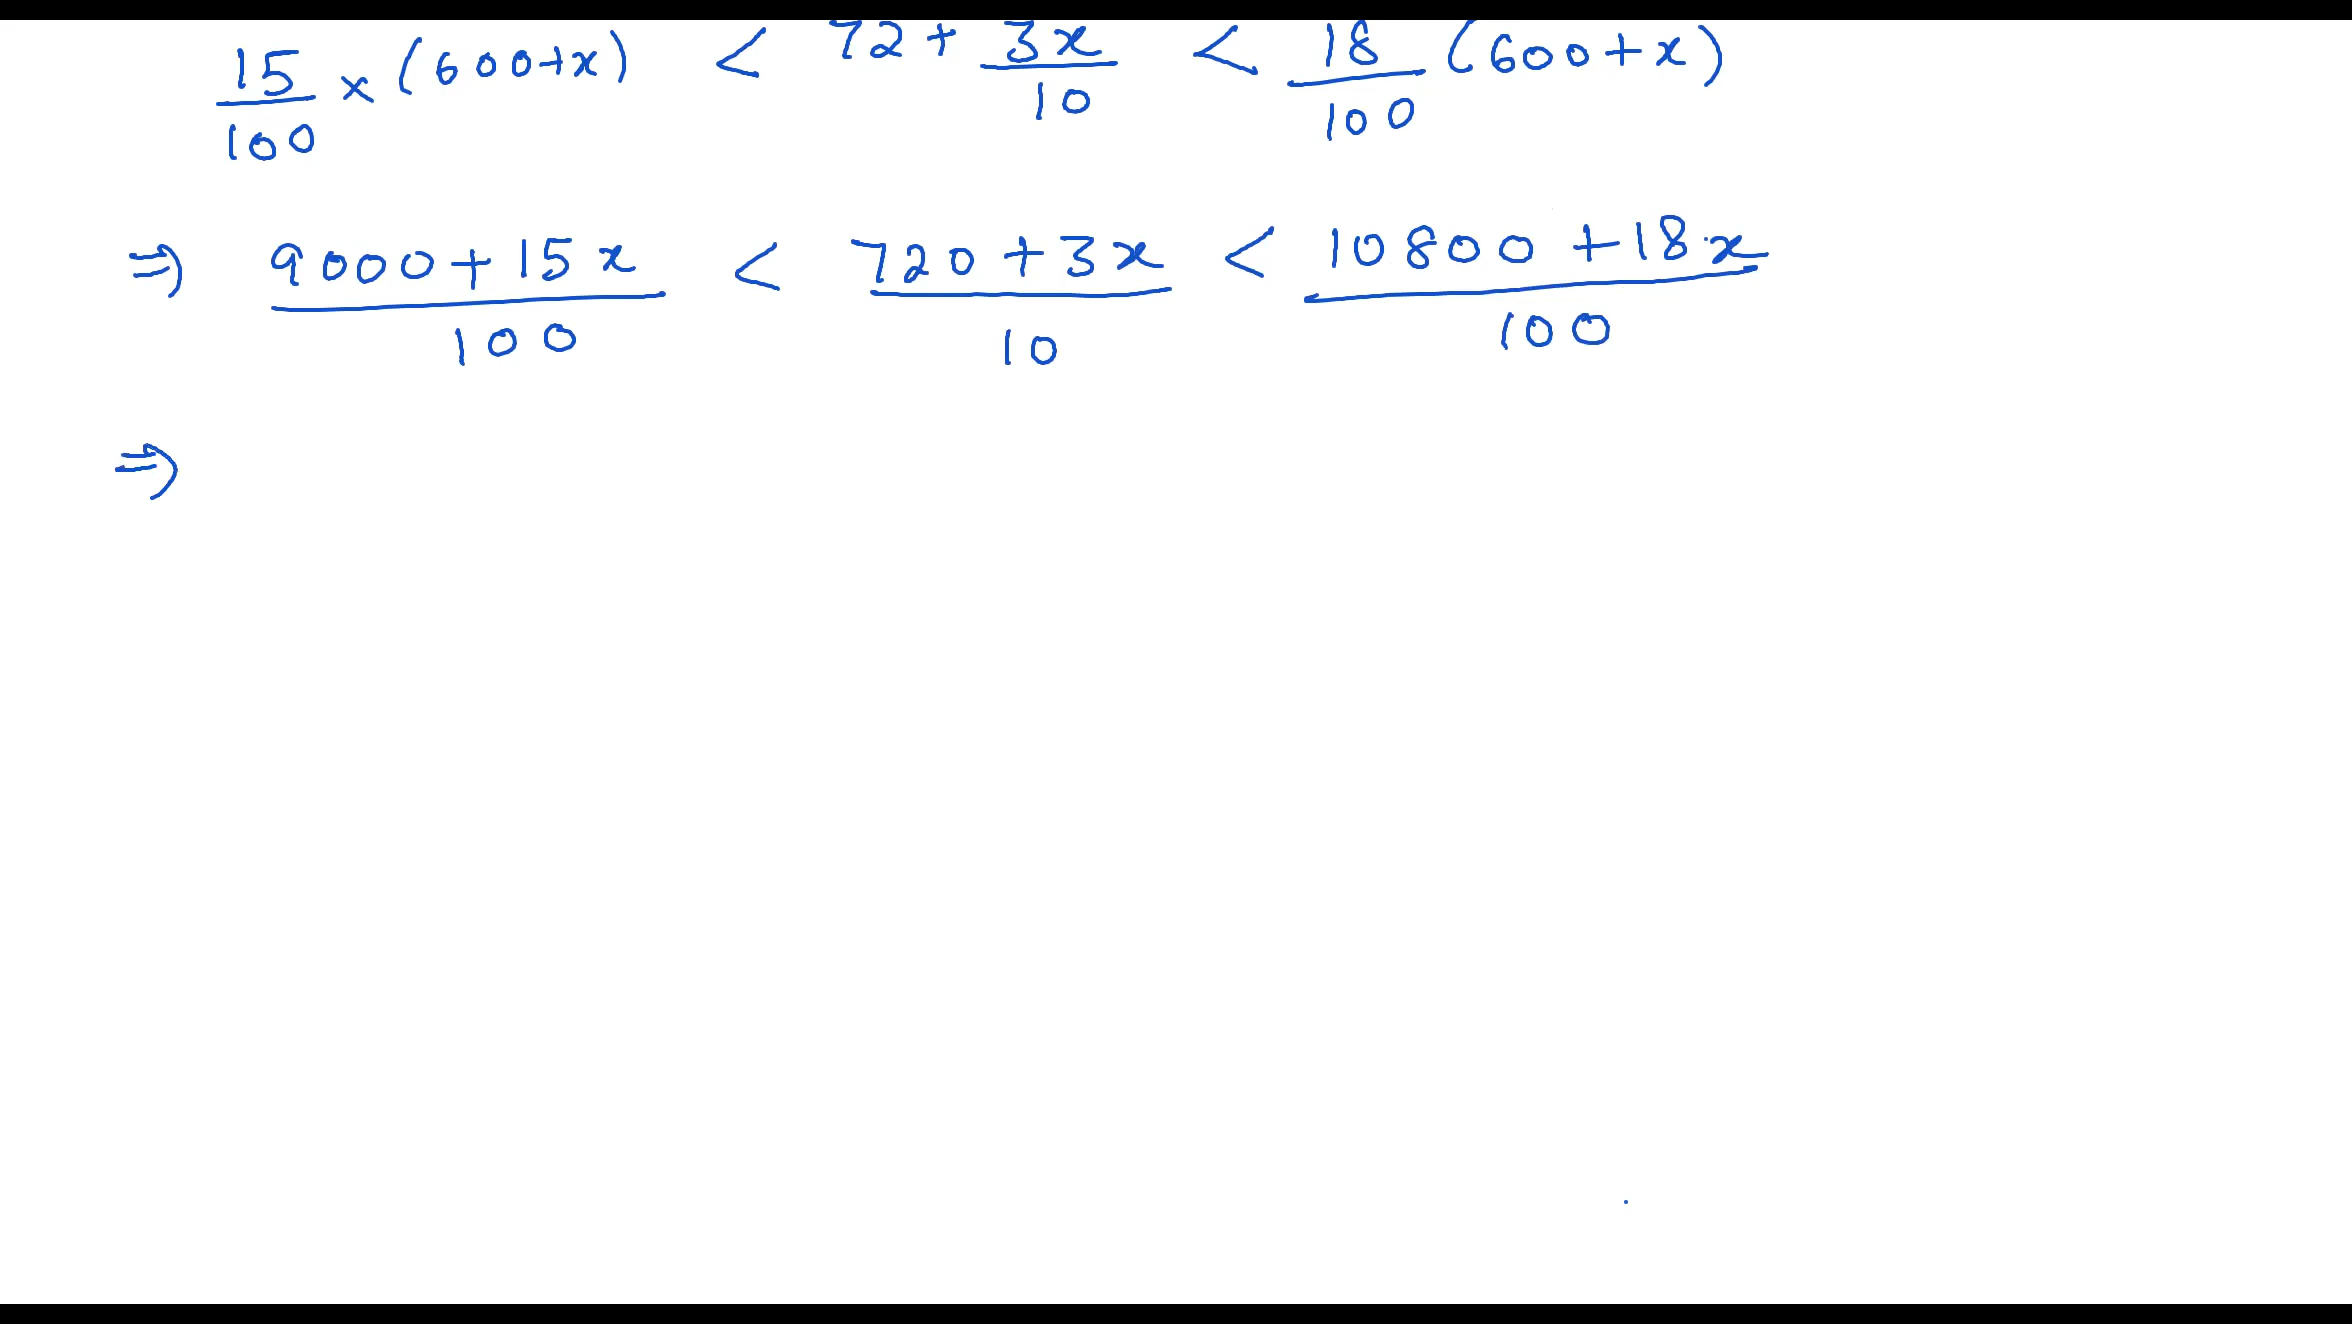 15/100 × (600+x) < 72 + 3x/10 < 18/100 (600+x)
⇒ 9000+15x/100 < 720+3x/10 < 10800+18x/100
⇒